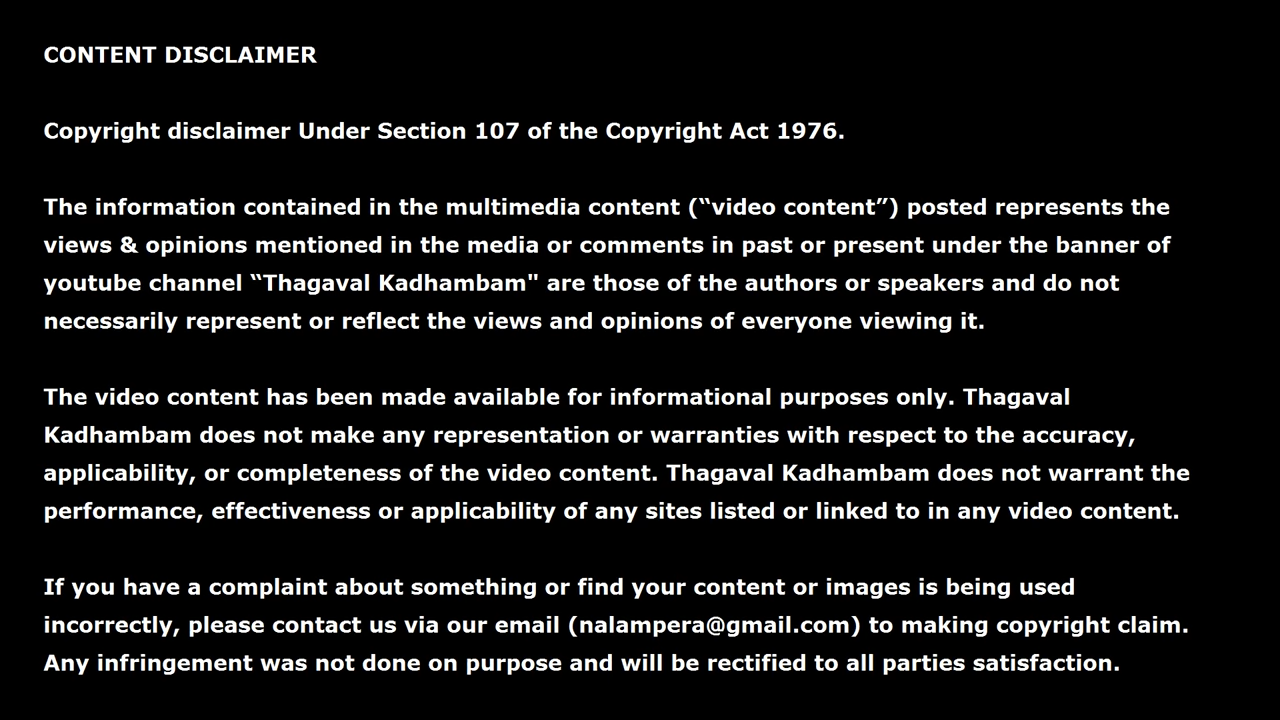 CONTENT DISCLAIMER
Copyright disclaimer Under Section 107 of the Copyright Act 1976.
The information contained in the multimedia content (“video content”) posted represents the
views & opinions mentioned in the media or comments in past or present under the banner of
youtube channel “Thagaval Kadhambam" are those of the authors or speakers and do not
necessarily represent or reflect the views and opinions of everyone viewing it.
The video content has been made available for informational purposes only. Thagaval
Kadhambam does not make any representation or warranties with respect to the accuracy,
applicability, or completeness of the video content. Thagaval Kadhambam does not warrant the
performance, effectiveness or applicability of any sites listed or linked to in any video content.
If you have a complaint about something or find your content or images is being used
incorrectly, please contact us via our email (nalampera@gmail.com) to making copyright claim.
Any infringement was not done on purpose and will be rectified to all parties satisfaction.